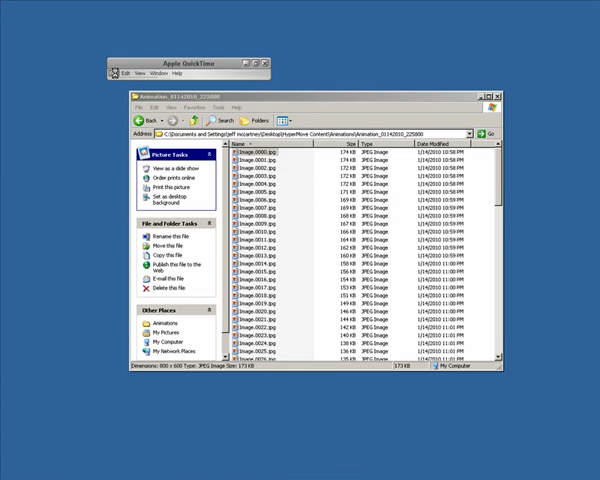 Apple QuickTime
Edit View Window Help
Animation_01142010_225800
File Edit View Favorites Tools Help
Back Search Folders
Address C:\Documents and Settings\jeff mccartney\Desktop\HyperMove Content\Animations\Animation_01142010_225800 Go
Picture Tasks
View as a slide show
Order prints online
Print this picture
Set as desktop
background
File and Folder Tasks
Rename this file
Move this file
Copy this file
Publish this file to the
Web
E-mail this file
Delete this file
Other Places
Animations
My Pictures
My Computer
My Network Places
Name Size Type Date Modified
Image.0000.jpg 174 KB JPEG Image 1/14/2010 10:58 PM
Image.0001.jpg 174 KB JPEG Image 1/14/2010 10:58 PM
Image.0002.jpg 172 KB JPEG Image 1/14/2010 10:58 PM
Image.0003.jpg 172 KB JPEG Image 1/14/2010 10:58 PM
Image.0004.jpg 172 KB JPEG Image 1/14/2010 10:58 PM
Image.0005.jpg 171 KB JPEG Image 1/14/2010 10:58 PM
Image.0006.jpg 169 KB JPEG Image 1/14/2010 10:59 PM
Image.0007.jpg 169 KB JPEG Image 1/14/2010 10:59 PM
Image.0008.jpg 168 KB JPEG Image 1/14/2010 10:59 PM
Image.0009.jpg 167 KB JPEG Image 1/14/2010 10:59 PM
Image.0010.jpg 166 KB JPEG Image 1/14/2010 10:59 PM
Image.0011.jpg 164 KB JPEG Image 1/14/2010 10:59 PM
Image.0012.jpg 162 KB JPEG Image 1/14/2010 10:59 PM
Image.0013.jpg 160 KB JPEG Image 1/14/2010 10:59 PM
Image.0014.jpg 158 KB JPEG Image 1/14/2010 11:00 PM
Image.0015.jpg 156 KB JPEG Image 1/14/2010 11:00 PM
Image.0016.jpg 154 KB JPEG Image 1/14/2010 11:00 PM
Image.0017.jpg 153 KB JPEG Image 1/14/2010 11:00 PM
Image.0018.jpg 151 KB JPEG Image 1/14/2010 11:00 PM
Image.0019.jpg 149 KB JPEG Image 1/14/2010 11:00 PM
Image.0020.jpg 146 KB JPEG Image 1/14/2010 11:00 PM
Image.0021.jpg 144 KB JPEG Image 1/14/2010 11:00 PM
Image.0022.jpg 142 KB JPEG Image 1/14/2010 11:01 PM
Image.0023.jpg 140 KB JPEG Image 1/14/2010 11:01 PM
Image.0024.jpg 138 KB JPEG Image 1/14/2010 11:01 PM
Image.0025.jpg 136 KB JPEG Image 1/14/2010 11:01 PM
Image.0026.jpg 135 KB JPEG Image 1/14/2010 11:01 PM
Dimensions: 800 x 600 Type: JPEG Image Size: 173 KB 173 KB My Computer